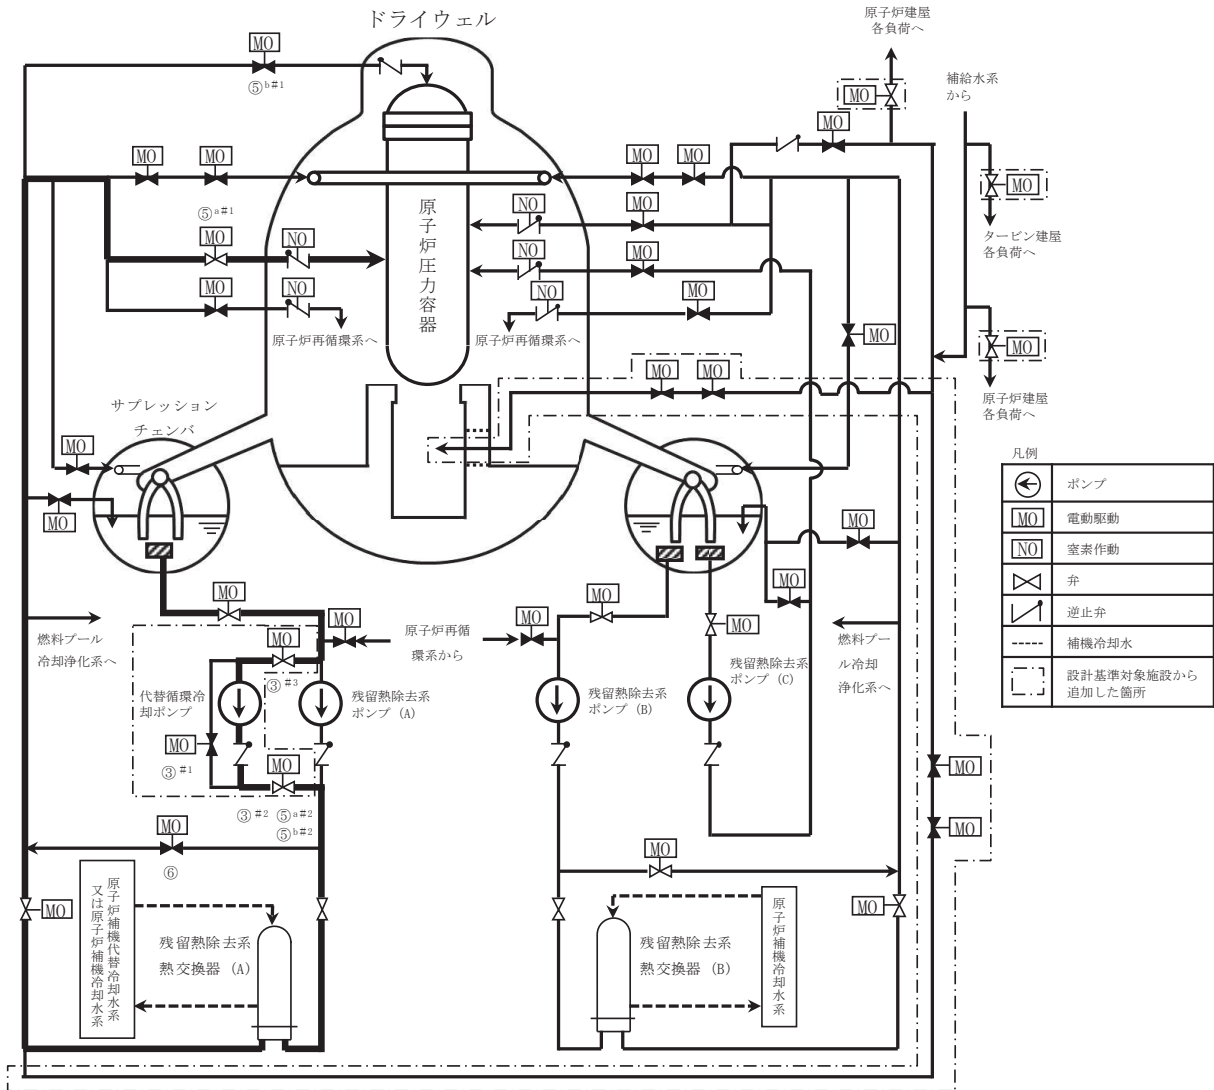 ドライウェル
原子炉建屋
各負荷へ
MO
⑤b#1
MO
補給水系
から
MO
MO
MO
MO
MO
MO
タービン建屋
各負荷へ
⑤a#1
NO
MO
MO
NO
原子炉圧力容器
NO
MO
MO
NO
NO
MO
原子炉再循環系へ
原子炉再循環系へ
MO
MO
原子炉建屋
各負荷へ
MO
MO
サプレッション
チェンバ
MO
MO
凡例
ポンプ
MO
電動駆動
NO
窒素作動
弁
逆止弁
補機冷却水
設計基準対象施設から
追加した箇所
MO
MO
MO
MO
MO
MO
MO
燃料プール
冷却浄化系へ
原子炉再循
環系から
MO
燃料プー
ル冷却
浄化系へ
MO
③#3
代替循環冷
却ポンプ
残留熱除去系
ポンプ(A)
残留熱除去系
ポンプ(B)
残留熱除去系
ポンプ(C)
MO
③#1
MO
MO
③#2
⑤a#2
⑤b#2
MO
MO
⑥
MO
MO
MO
原子炉補機代替冷却水系
又は原子炉補機冷却水系
残留熱除去系
熱交換器(A)
残留熱除去系
熱交換器(B)
原子炉補機冷却水系